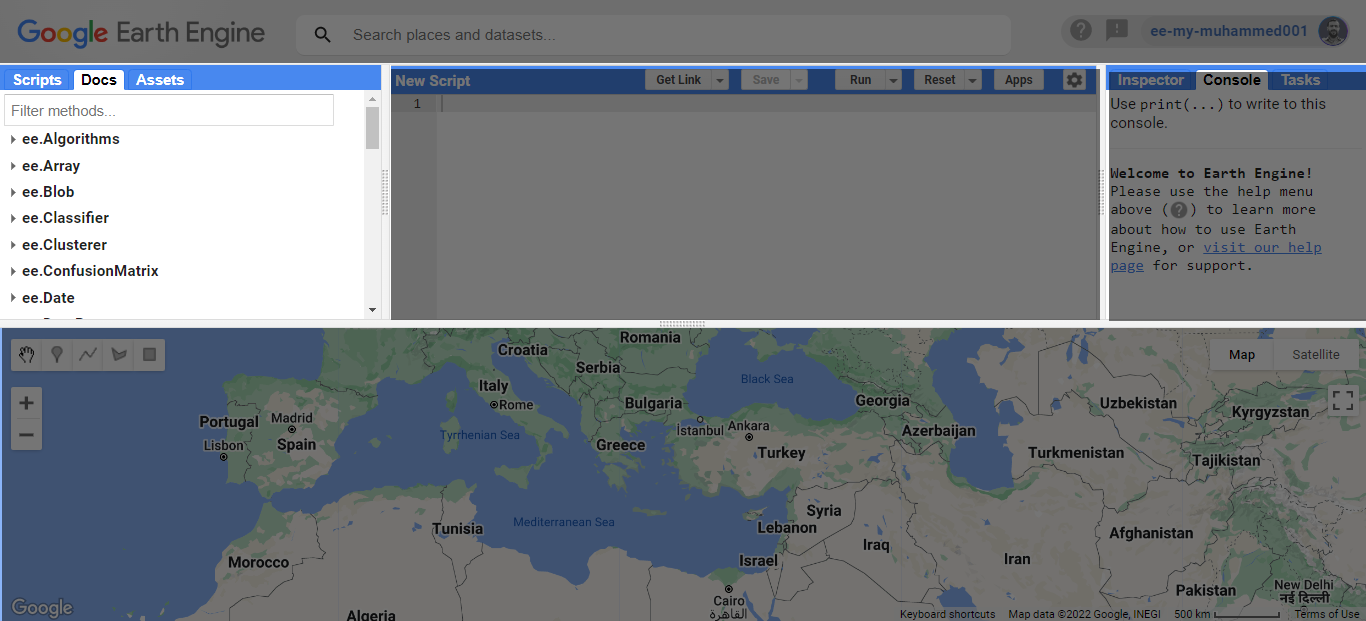 Google Earth Engine
Search places and datasets...
ee-my-muhammed001
Scripts Docs Assets
Filter methods...
ee.Algorithms
ee.Array
ee.Blob
ee.Classifier
ee.Clusterer
ee.ConfusionMatrix
ee.Date
New Script
Get Link
Save
Run
Reset
Apps
1
Inspector Console Tasks
Use print(...) to write to this
console.
Welcome to Earth Engine!
Please use the help menu
above (?) to learn more
about how to use Earth
Engine, or visit our help
page for support.
Map Satellite
Romania
Croatia
Serbia
Black Sea
Italy
Rome
Bulgaria
Georgia
Uzbekistan
Kyrgyzstan
Portugal
Madrid
Lisbon
Spain
Tyrrhenian Sea
Greece
İstanbul
Ankara
Turkey
Azerbaijan
Turkmenistan
Tajikistan
Tunisia
Mediterranean Sea
Syria
Lebanon
Afghanistan
Morocco
Israel
Iraq
Iran
Pakistan
New Delhi
नई दिल्ली
Cairo
القاهرة
Algeria
Google
Keyboard shortcuts
Map data ©2022 Google, INEGI
500 km
Terms of Use